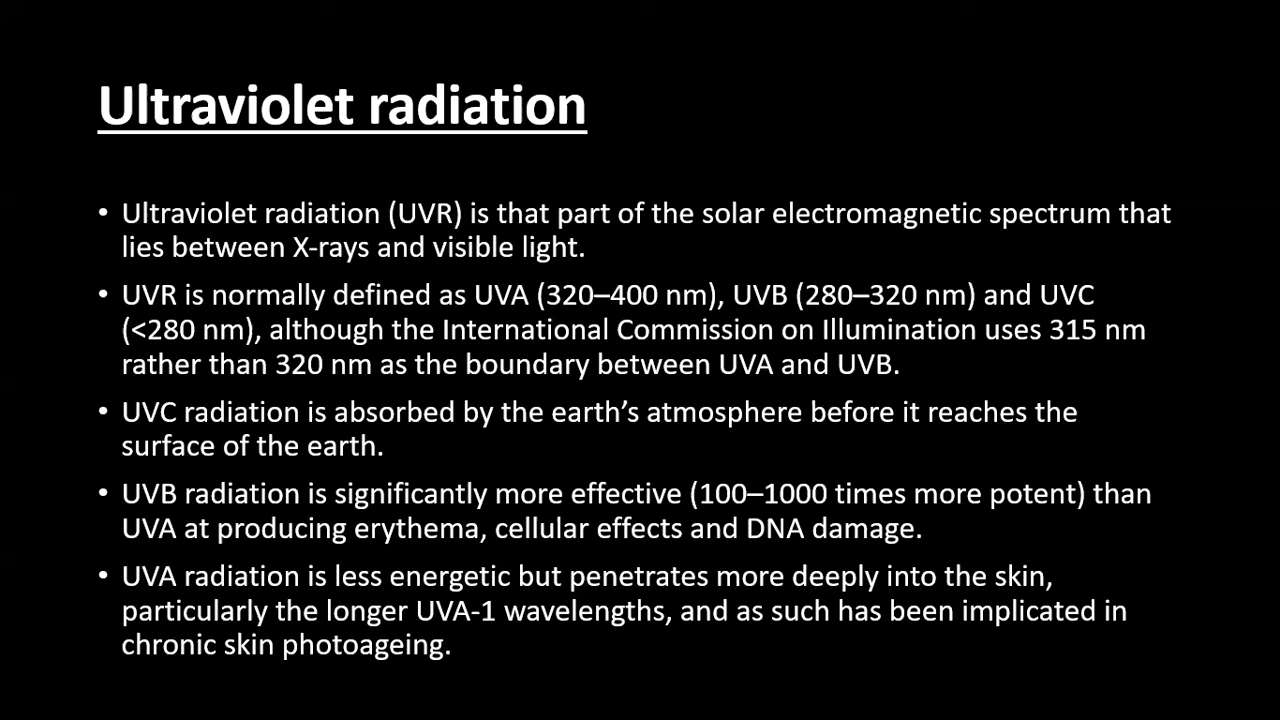 Ultraviolet radiation
• Ultraviolet radiation (UVR) is that part of the solar electromagnetic spectrum that
lies between X-rays and visible light.
• UVR is normally defined as UVA (320–400 nm), UVB (280–320 nm) and UVC
(<280 nm), although the International Commission on Illumination uses 315 nm
rather than 320 nm as the boundary between UVA and UVB.
• UVC radiation is absorbed by the earth’s atmosphere before it reaches the
surface of the earth.
• UVB radiation is significantly more effective (100–1000 times more potent) than
UVA at producing erythema, cellular effects and DNA damage.
• UVA radiation is less energetic but penetrates more deeply into the skin,
particularly the longer UVA-1 wavelengths, and as such has been implicated in
chronic skin photoageing.